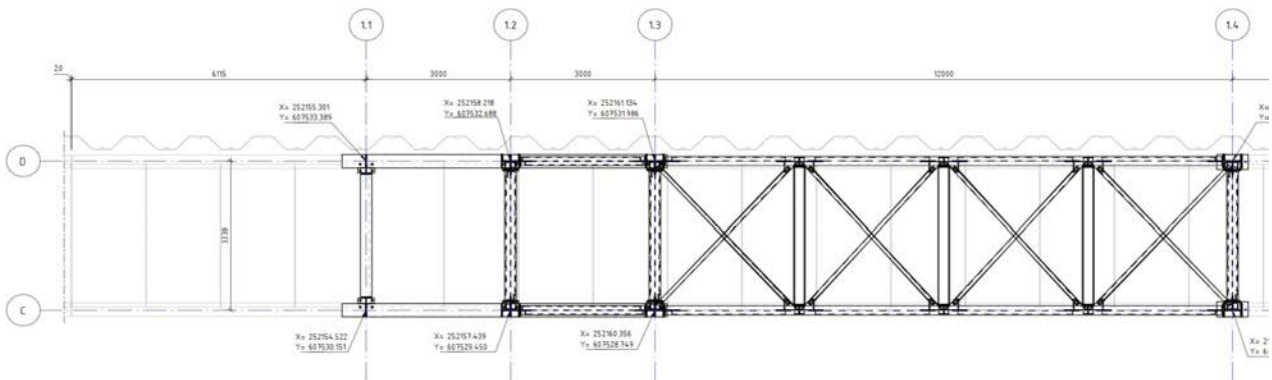 1.1
1.2
1.3
1.4
20
6115
3000
3000
12000
X= 252155.301
Y= 607533.389
X= 252158.218
Y= 607532.688
X= 252161.134
Y= 607531.986
X=
Y=
D
3330
C
X= 252154.522
Y= 607530.151
X= 252157.439
Y= 607529.450
X= 252160.356
Y= 607528.749
X= 2
Y= 6